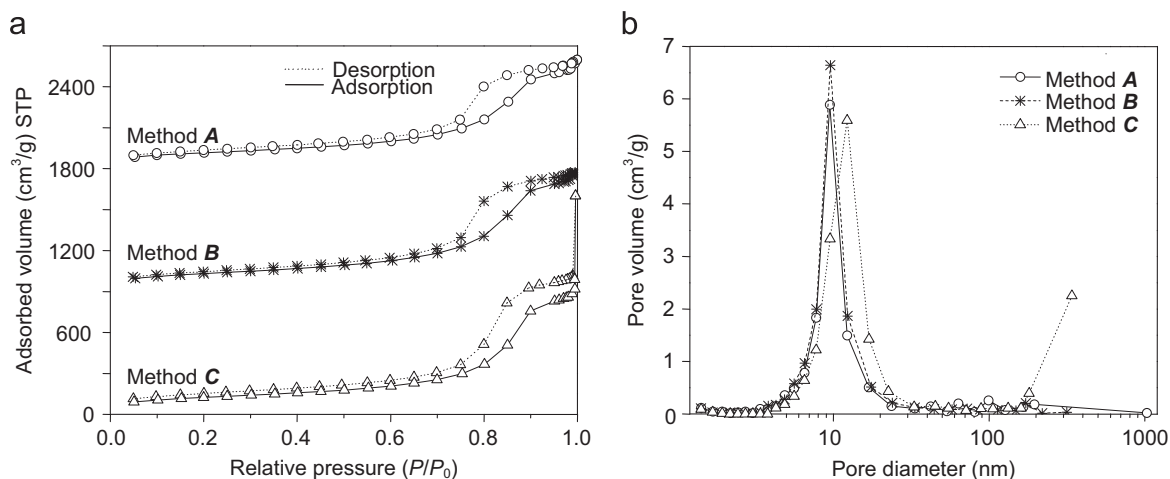 a
Adsorbed volume (cm³/g) STP
2400
1800
1200
600
0
Desorption
Adsorption
Method A
Method B
Method C
0.0 0.2 0.4 0.6 0.8 1.0
Relative pressure (P/P₀)
b
Pore volume (cm³/g)
7
6
5
4
3
2
1
0
Method A
Method B
Method C
10 100 1000
Pore diameter (nm)